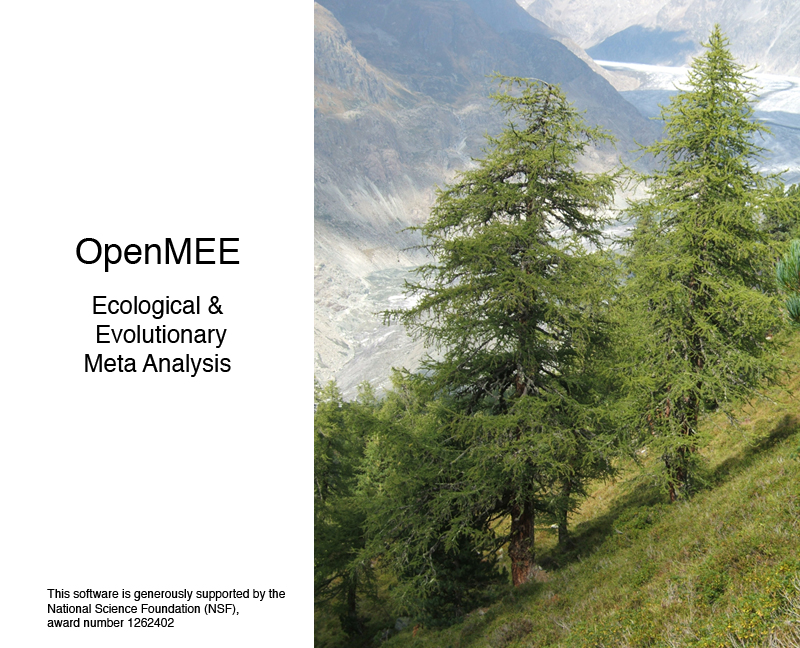 OpenMEE
Ecological &
Evolutionary
Meta Analysis
This software is generously supported by the
National Science Foundation (NSF),
award number 1262402